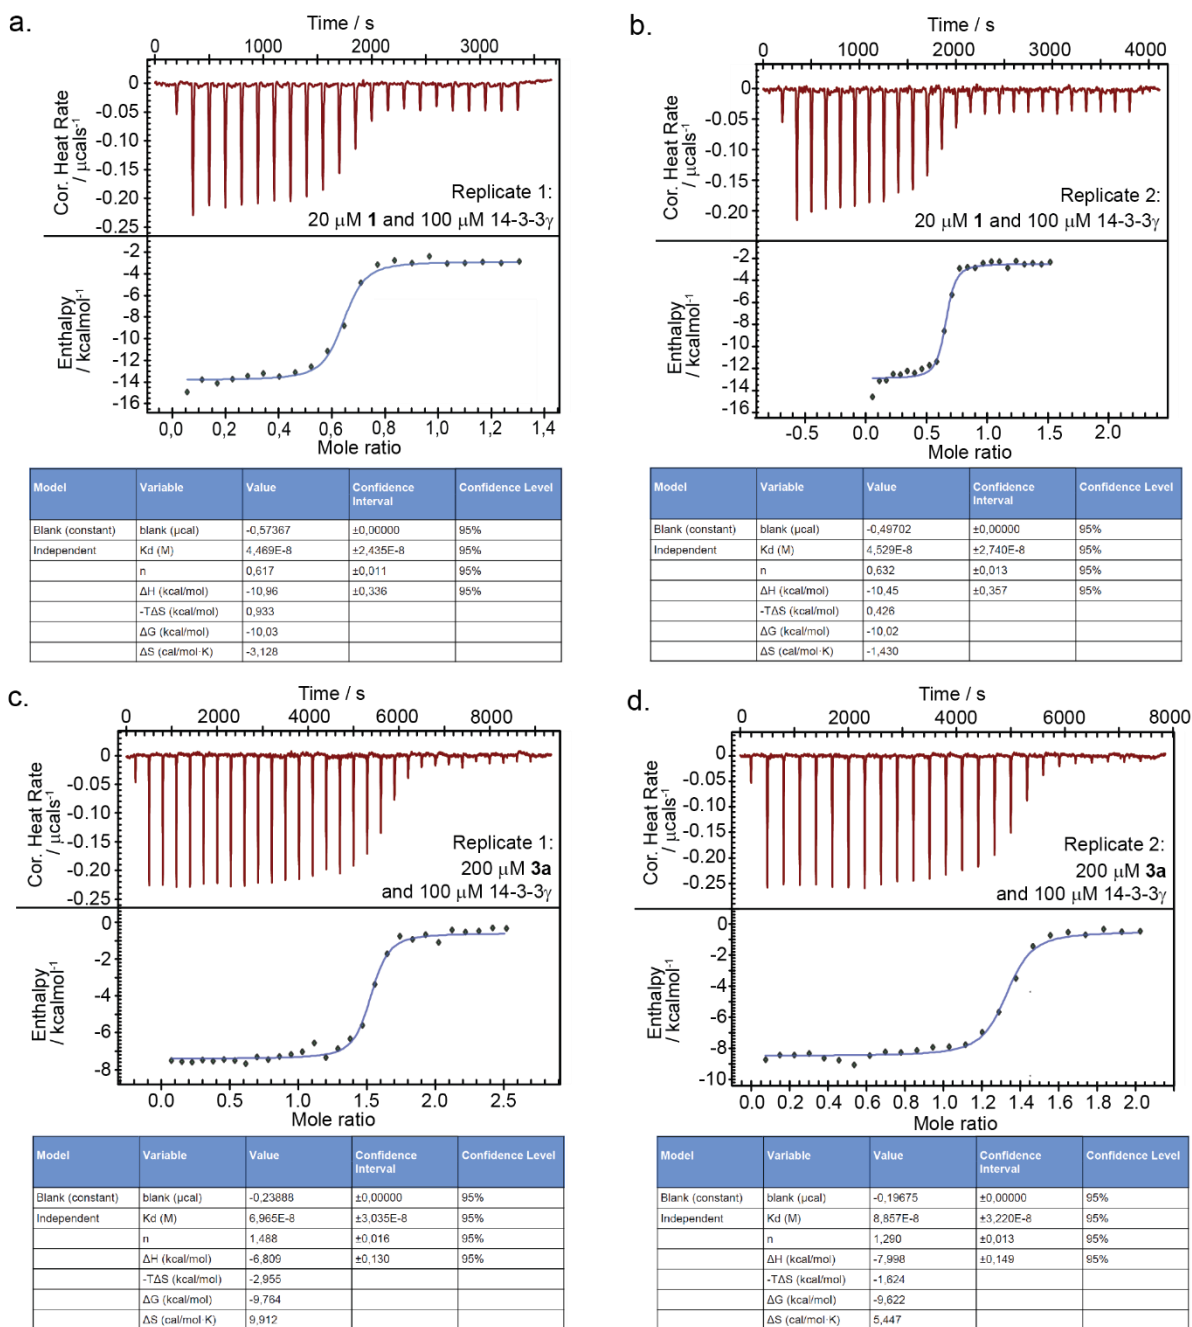 a.
Time / s
0 1000 2000 3000
0
-0.05
-0.10
-0.15
-0.20
-0.25
Cor. Heat Rate
/ µcals-1
Replicate 1:
20 µM 1 and 100 µM 14-3-3γ
-2
-4
-6
-8
-10
-12
-14
-16
Enthalpy
/ kcalmol-1
0,0 0,2 0,4 0,6 0,8 1,0 1,2 1,4
Mole ratio
Model Variable Value Confidence Interval Confidence Level
Blank (constant) blank (µcal) -0,57367 ±0,00000 95%
Independent Kd (M) 4,469E-8 ±2,435E-8 95%
n 0,617 ±0,011 95%
ΔH (kcal/mol) -10,96 ±0,336 95%
-TΔS (kcal/mol) 0,933
ΔG (kcal/mol) -10,03
ΔS (cal/mol·K) -3,128
b.
Time / s
0 1000 2000 3000 4000
0
-0.05
-0.10
-0.15
-0.20
Cor. Heat Rate
/ µcals-1
Replicate 2:
20 µM 1 and 100 µM 14-3-3γ
-2
-4
-6
-8
-10
-12
-14
-16
Enthalpy
/ kcalmol-1
-0.5 0.0 0.5 1.0 1.5 2.0
Mole ratio
Model Variable Value Confidence Interval Confidence Level
Blank (constant) blank (µcal) -0,49702 ±0,00000 95%
Independent Kd (M) 4,529E-8 ±2,740E-8 95%
n 0,632 ±0,013 95%
ΔH (kcal/mol) -10,45 ±0,357 95%
-TΔS (kcal/mol) 0,426
ΔG (kcal/mol) -10,02
ΔS (cal/mol·K) -1,430
c.
Time / s
0 2000 4000 6000 8000
0
-0.05
-0.10
-0.15
-0.20
-0.25
Cor. Heat Rate
/ µcals-1
Replicate 1:
200 µM 3a
and 100 µM 14-3-3γ
0
-2
-4
-6
-8
Enthalpy
/ kcalmol-1
0.0 0.5 1.0 1.5 2.0 2.5
Mole ratio
Model Variable Value Confidence Interval Confidence Level
Blank (constant) blank (µcal) -0,23888 ±0,00000 95%
Independent Kd (M) 6,965E-8 ±3,035E-8 95%
n 1,488 ±0,016 95%
ΔH (kcal/mol) -6,809 ±0,130 95%
-TΔS (kcal/mol) -2,955
ΔG (kcal/mol) -9,764
ΔS (cal/mol·K) 9,912
d.
Time / s
0 2000 4000 6000 8000
0
-0.05
-0.10
-0.15
-0.20
-0.25
Cor. Heat Rate
/ µcals-1
Replicate 2:
200 µM 3a
and 100 µM 14-3-3γ
0
-2
-4
-6
-8
-10
Enthalpy
/ kcalmol-1
0.0 0.2 0.4 0.6 0.8 1.0 1.2 1.4 1.6 1.8 2.0
Mole ratio
Model Variable Value Confidence Interval Confidence Level
Blank (constant) blank (µcal) -0,19675 ±0,00000 95%
Independent Kd (M) 8,857E-8 ±3,220E-8 95%
n 1,290 ±0,013 95%
ΔH (kcal/mol) -7,998 ±0,149 95%
-TΔS (kcal/mol) -1,624
ΔG (kcal/mol) -9,622
ΔS (cal/mol·K) 5,447